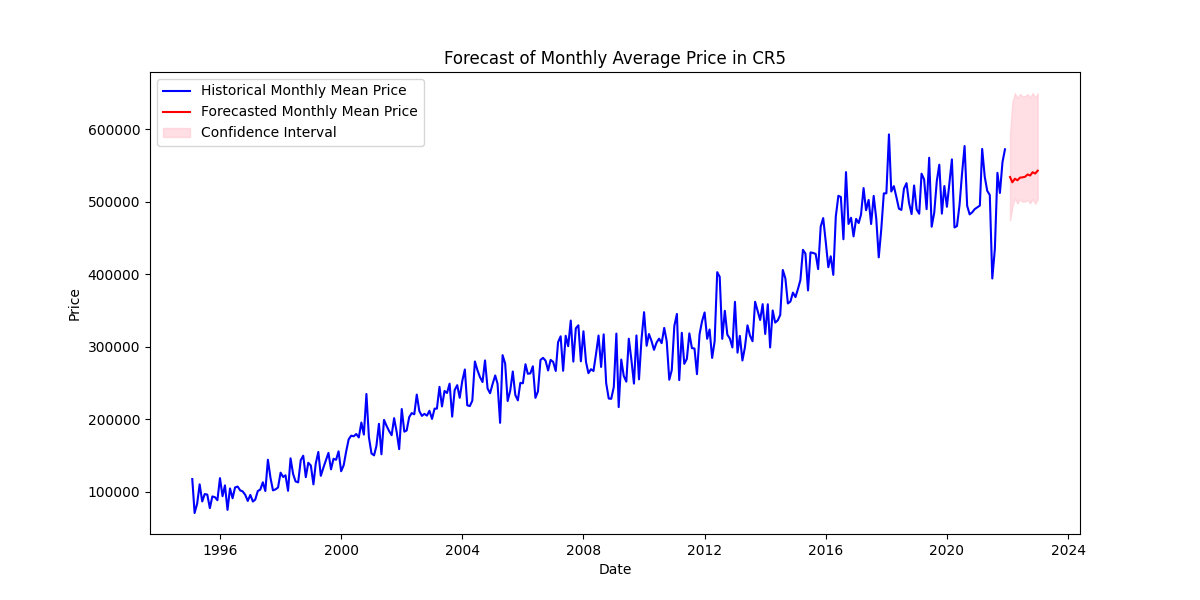 Forecast of Monthly Average Price in CR5
Historical Monthly Mean Price
Forecasted Monthly Mean Price
Confidence Interval
Price
600000
500000
400000
300000
200000
100000
1996 2000 2004 2008 2012 2016 2020 2024
Date